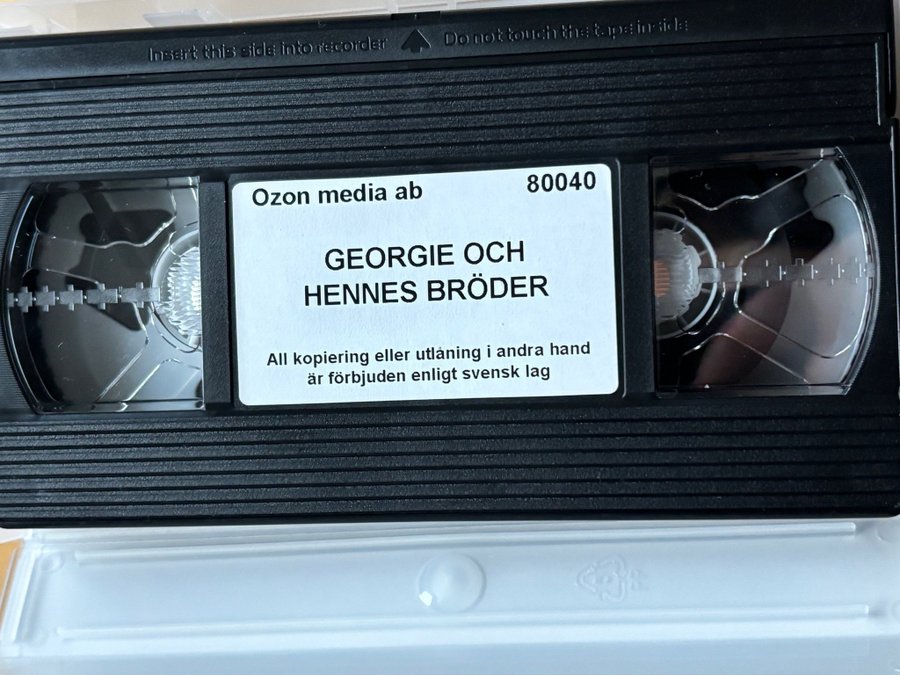 Insert this side into recorder Do not touch the tape inside
Ozon media ab 80040
GEORGIE OCH
HENNES BRÖDER
All kopiering eller utlåning i andra hand
är förbjuden enligt svensk lag